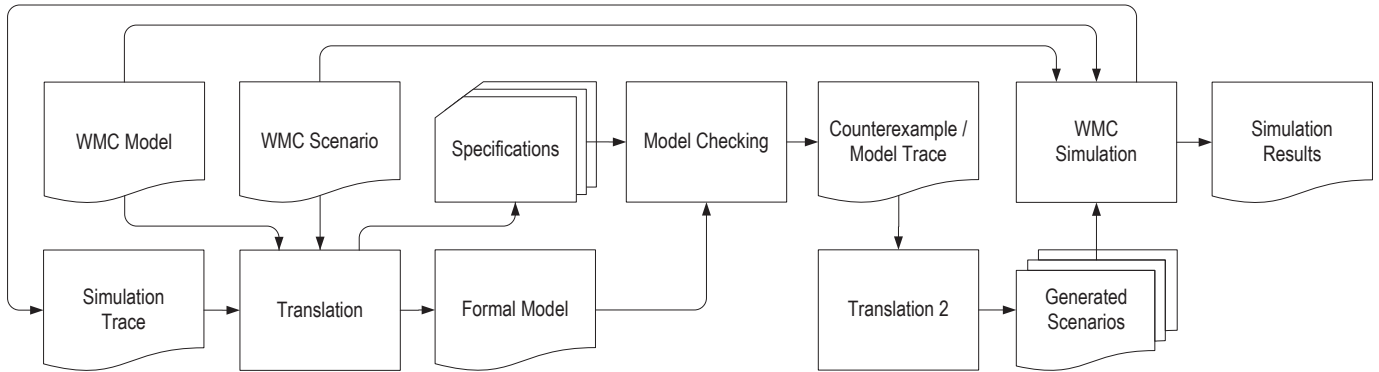 WMC Model
WMC Scenario
Specifications
Model Checking
Counterexample /
Model Trace
WMC
Simulation
Simulation
Results
Simulation
Trace
Translation
Formal Model
Translation 2
Generated
Scenarios